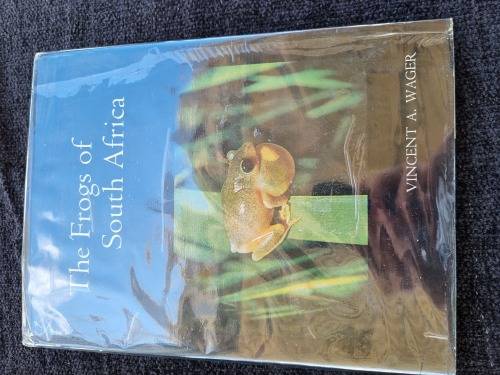 The Frogs of
South Africa
VINCENT A. WAGER